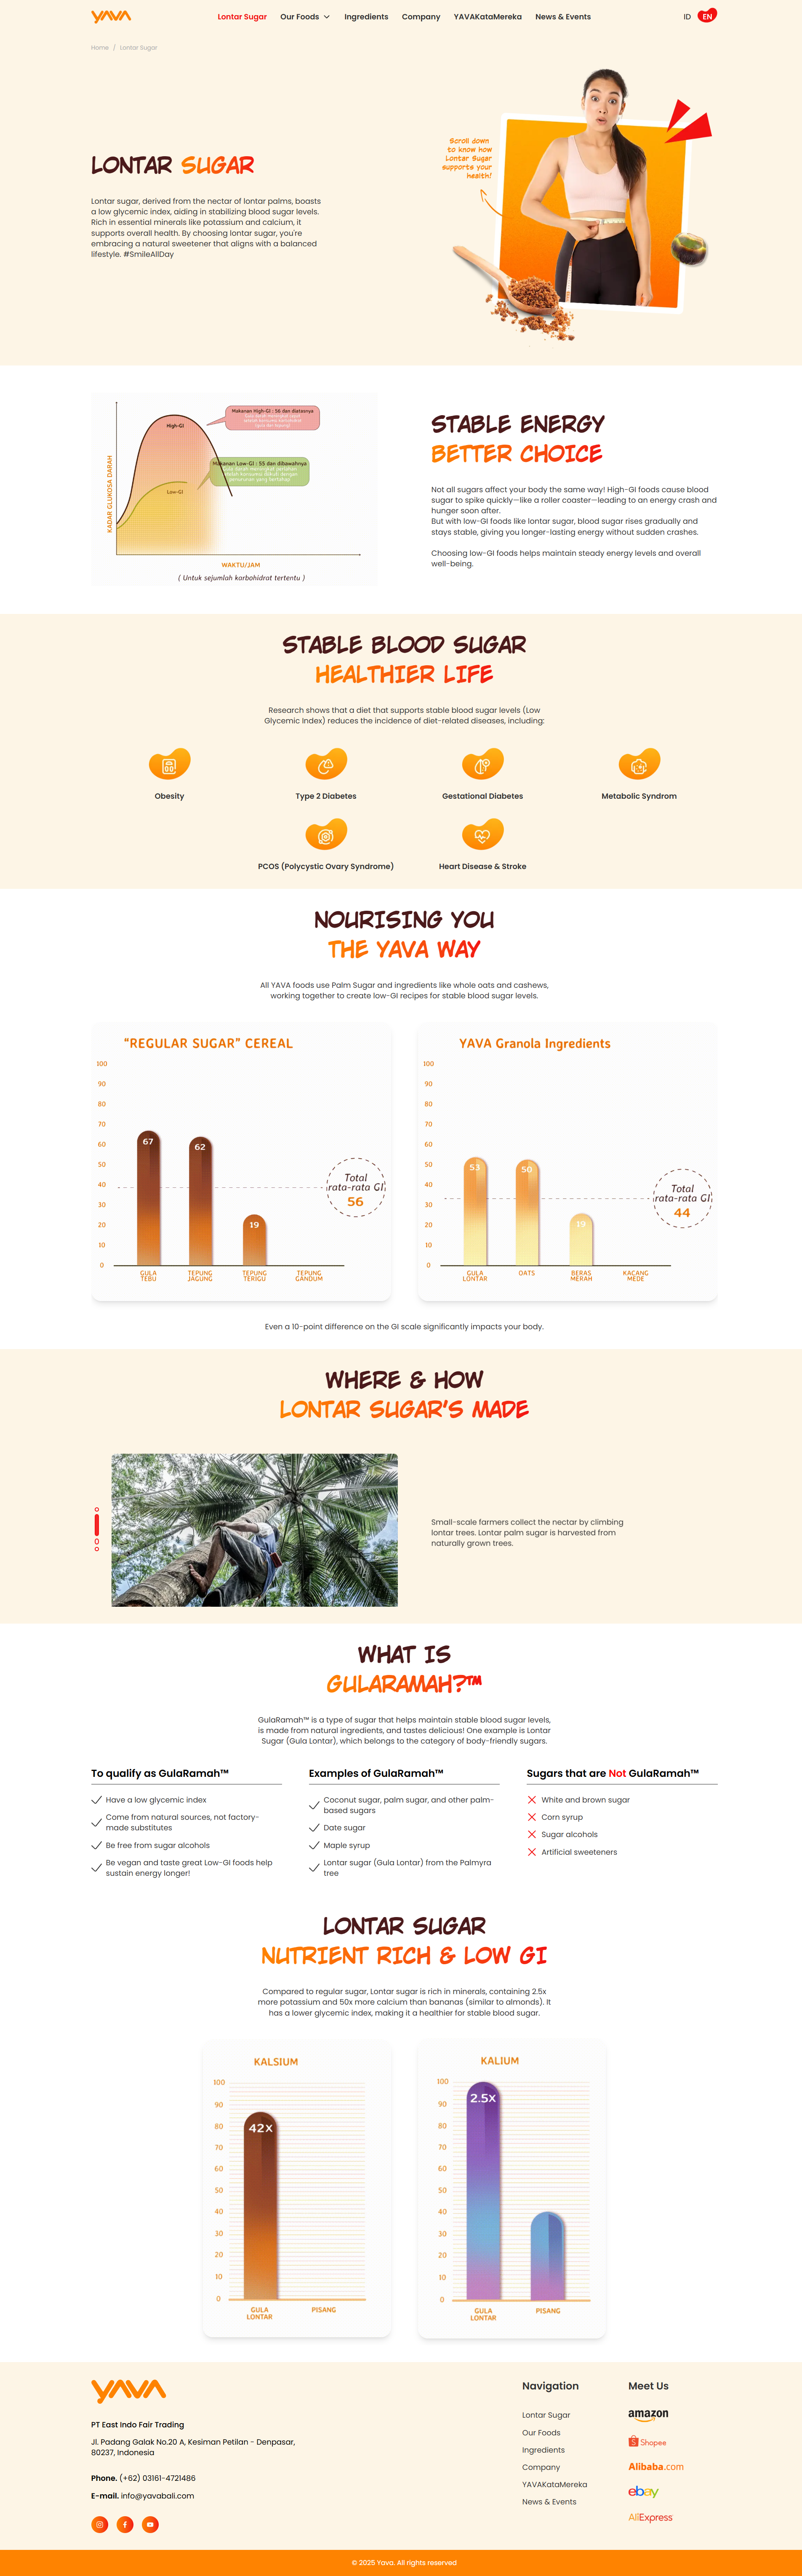 YAVA
Lontar Sugar
Our Foods
Ingredients
Company
YAVAKataMereka
News & Events
ID
EN
Home / Lontar Sugar
Scroll down
to know how
Lontar Sugar
supports your
health!
LONTAR SUGAR
Lontar sugar, derived from the nectar of lontar palms, boasts
a low glycemic index, aiding in stabilizing blood sugar levels.
Rich in essential minerals like potassium and calcium, it
supports overall health. By choosing lontar sugar, you're
embracing a natural sweetener that aligns with a balanced
lifestyle. #SmileAllDay
KADAR GLUKOSA DARAH
High-GI
Low-GI
Makanan High-GI : 56 dan diatasnya
Makanan Low-GI : 55 dan dibawahnya
WAKTU/JAM
( Untuk sejumlah karbohidrat tertentu )
STABLE ENERGY
BETTER CHOICE
Not all sugars affect your body the same way! High-GI foods cause blood
sugar to spike quickly—like a roller coaster—leading to an energy crash and
hunger soon after.
But with low-GI foods like lontar sugar, blood sugar rises gradually and
stays stable, giving you longer-lasting energy without sudden crashes.
Choosing low-GI foods helps maintain steady energy levels and overall
well-being.
STABLE BLOOD SUGAR
HEALTHIER LIFE
Research shows that a diet that supports stable blood sugar levels (Low
Glycemic Index) reduces the incidence of diet-related diseases, including:
Obesity
Type 2 Diabetes
Gestational Diabetes
Metabolic Syndrom
PCOS (Polycystic Ovary Syndrome)
Heart Disease & Stroke
NOURISING YOU
THE YAVA WAY
All YAVA foods use Palm Sugar and ingredients like whole oats and cashews,
working together to create low-GI recipes for stable blood sugar levels.
“REGULAR SUGAR” CEREAL
100
90
80
70
60
50
40
30
20
10
0
67
62
19
Total
rata-rata GI
56
GULA
TEBU
TEPUNG
JAGUNG
TEPUNG
TERIGU
TEPUNG
GANDUM
YAVA Granola Ingredients
100
90
80
70
60
50
40
30
20
10
0
53
50
19
Total
rata-rata GI
44
GULA
LONTAR
OATS
BERAS
MERAH
KACANG
MEDE
Even a 10-point difference on the GI scale significantly impacts your body.
WHERE & HOW
LONTAR SUGAR'S MADE
Small-scale farmers collect the nectar by climbing
lontar trees. Lontar palm sugar is harvested from
naturally grown trees.
WHAT IS
GULARAMAH?™
GulaRamah™ is a type of sugar that helps maintain stable blood sugar levels,
is made from natural ingredients, and tastes delicious! One example is Lontar
Sugar (Gula Lontar), which belongs to the category of body-friendly sugars.
To qualify as GulaRamah™
Have a low glycemic index
Come from natural sources, not factory-
made substitutes
Be free from sugar alcohols
Be vegan and taste great Low-GI foods help
sustain energy longer!
Examples of GulaRamah™
Coconut sugar, palm sugar, and other palm-
based sugars
Date sugar
Maple syrup
Lontar sugar (Gula Lontar) from the Palmyra
tree
Sugars that are Not GulaRamah™
White and brown sugar
Corn syrup
Sugar alcohols
Artificial sweeteners
LONTAR SUGAR
NUTRIENT RICH & LOW GI
Compared to regular sugar, Lontar sugar is rich in minerals, containing 2.5x
more potassium and 50x more calcium than bananas (similar to almonds). It
has a lower glycemic index, making it a healthier for stable blood sugar.
KALSIUM
100
90
80
70
60
50
40
30
20
10
0
42x
GULA
LONTAR
PISANG
KALIUM
100
90
80
70
60
50
40
30
20
10
0
2.5x
GULA
LONTAR
PISANG
YAVA
PT East Indo Fair Trading
Jl. Padang Galak No.20 A, Kesiman Petilan - Denpasar,
80237, Indonesia
Phone. (+62) 03161-4721486
E-mail. info@yavabali.com
Navigation
Lontar Sugar
Our Foods
Ingredients
Company
YAVAKataMereka
News & Events
Meet Us
amazon
Shopee
Alibaba.com
ebay
AliExpress
© 2025 Yava. All rights reserved